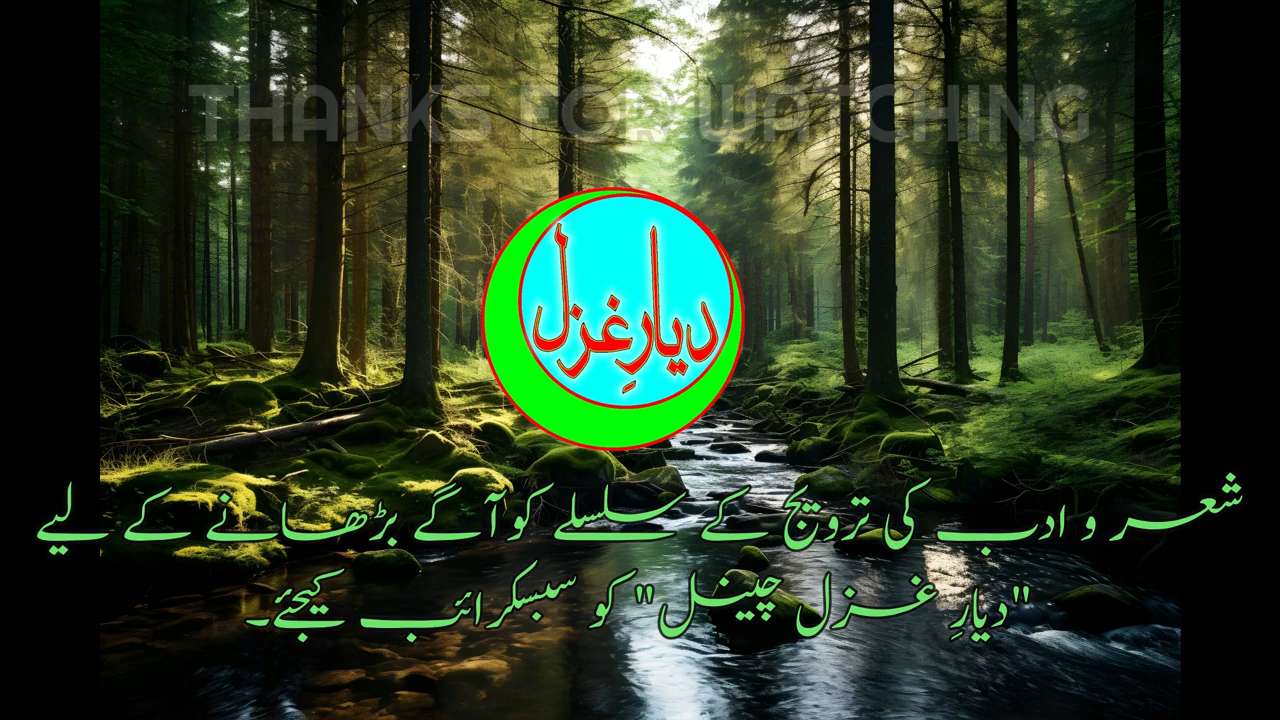 THANKS FOR WATCHING
دیارِ غزل
شعر و ادب کی ترویج کے سلسلے کو آگے بڑھانے کے لیے
"دیارِ غزل چینل" کو سبسکرائب کیجئے۔